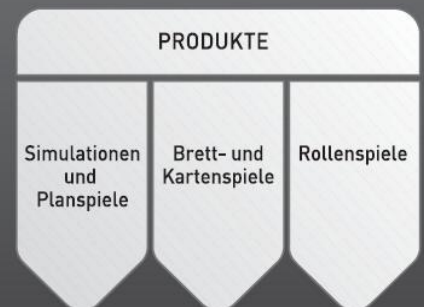 PRODUKTE
Simulationen
und
Planspiele
Brett- und
Kartenspiele
Rollenspiele